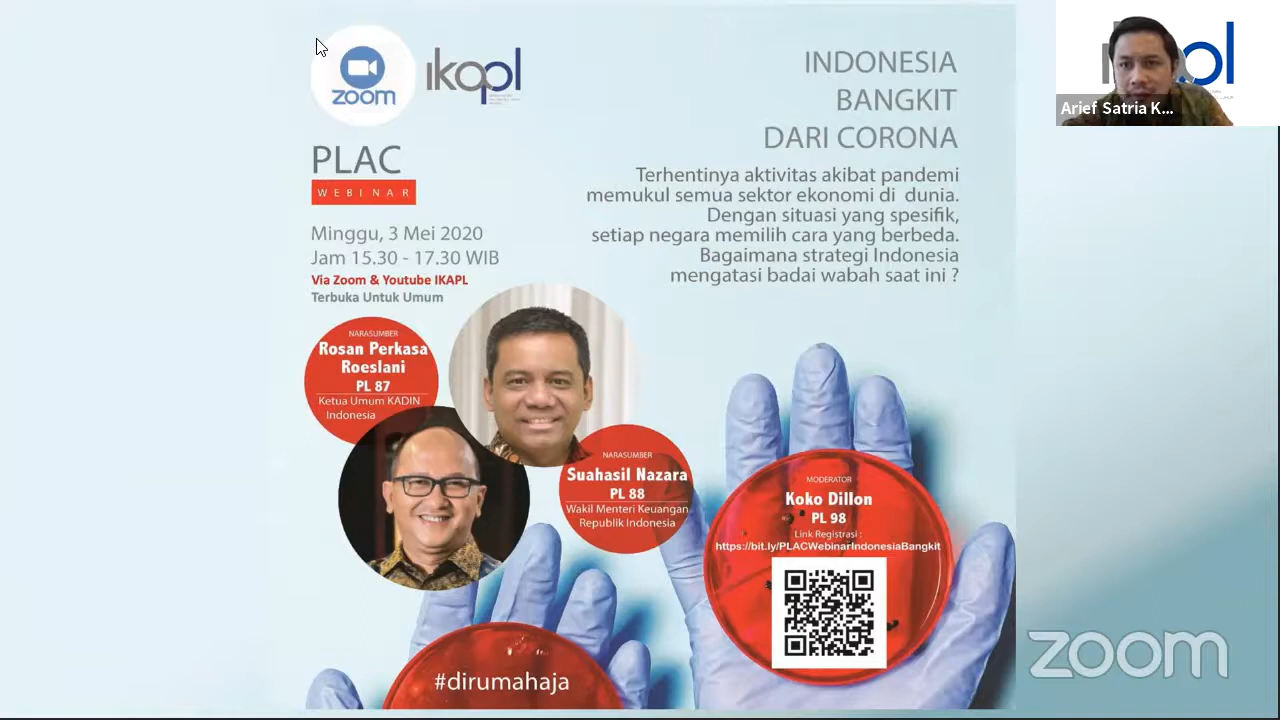 zoom
ikapl
PLAC
WEBINAR
Minggu, 3 Mei 2020
Jam 15.30 - 17.30 WIB
Via Zoom & Youtube IKAPL
Terbuka Untuk Umum
INDONESIA
BANGKIT
DARI CORONA
Terhentinya aktivitas akibat pandemi
memukul semua sektor ekonomi di dunia.
Dengan situasi yang spesifik,
setiap negara memilih cara yang berbeda.
Bagaimana strategi Indonesia
mengatasi badai wabah saat ini ?
Arief Satria K...
NARASUMBER
Rosan Perkasa
Roeslani
PL 87
Ketua Umum KADIN
Indonesia
NARASUMBER
Suahasil Nazara
PL 88
Wakil Menteri Keuangan
Republik Indonesia
MODERATOR
Koko Dillon
PL 98
Link Registrasi :
https://bit.ly/PLACWebinarIndonesiaBangkit
#dirumahaja
zoom